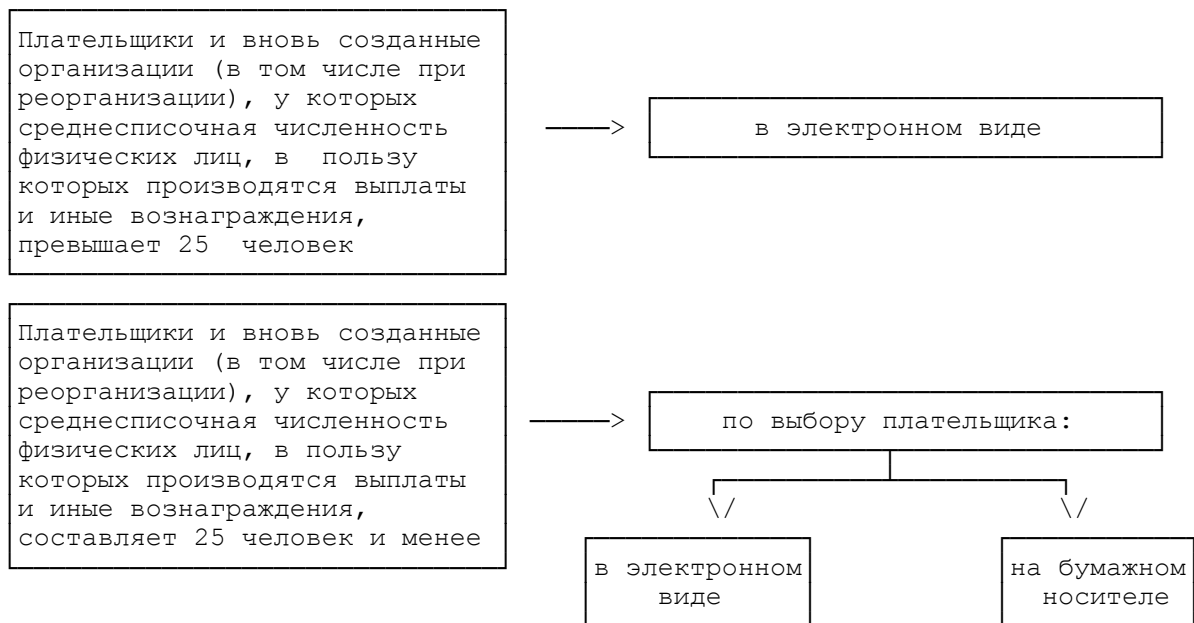 Плательщики и вновь созданные
организации (в том числе при
реорганизации), у которых
среднесписочная численность
физических лиц, в  пользу
которых производятся выплаты
и иные вознаграждения,
превышает 25  человек
в электронном виде
Плательщики и вновь созданные
организации (в том числе при
реорганизации), у которых
среднесписочная численность
физических лиц, в пользу
которых производятся выплаты
и иные вознаграждения,
составляет 25 человек и менее
по выбору плательщика:
в электронном
виде
на бумажном
носителе